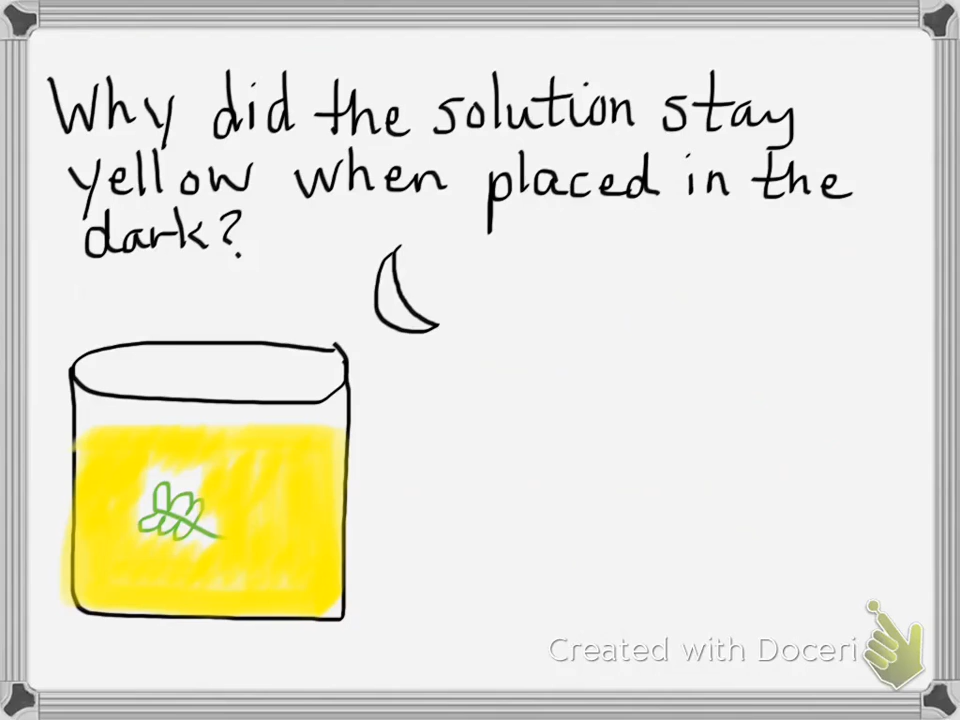 Why did the solution stay
yellow when placed in the
dark?
Created with Doceri